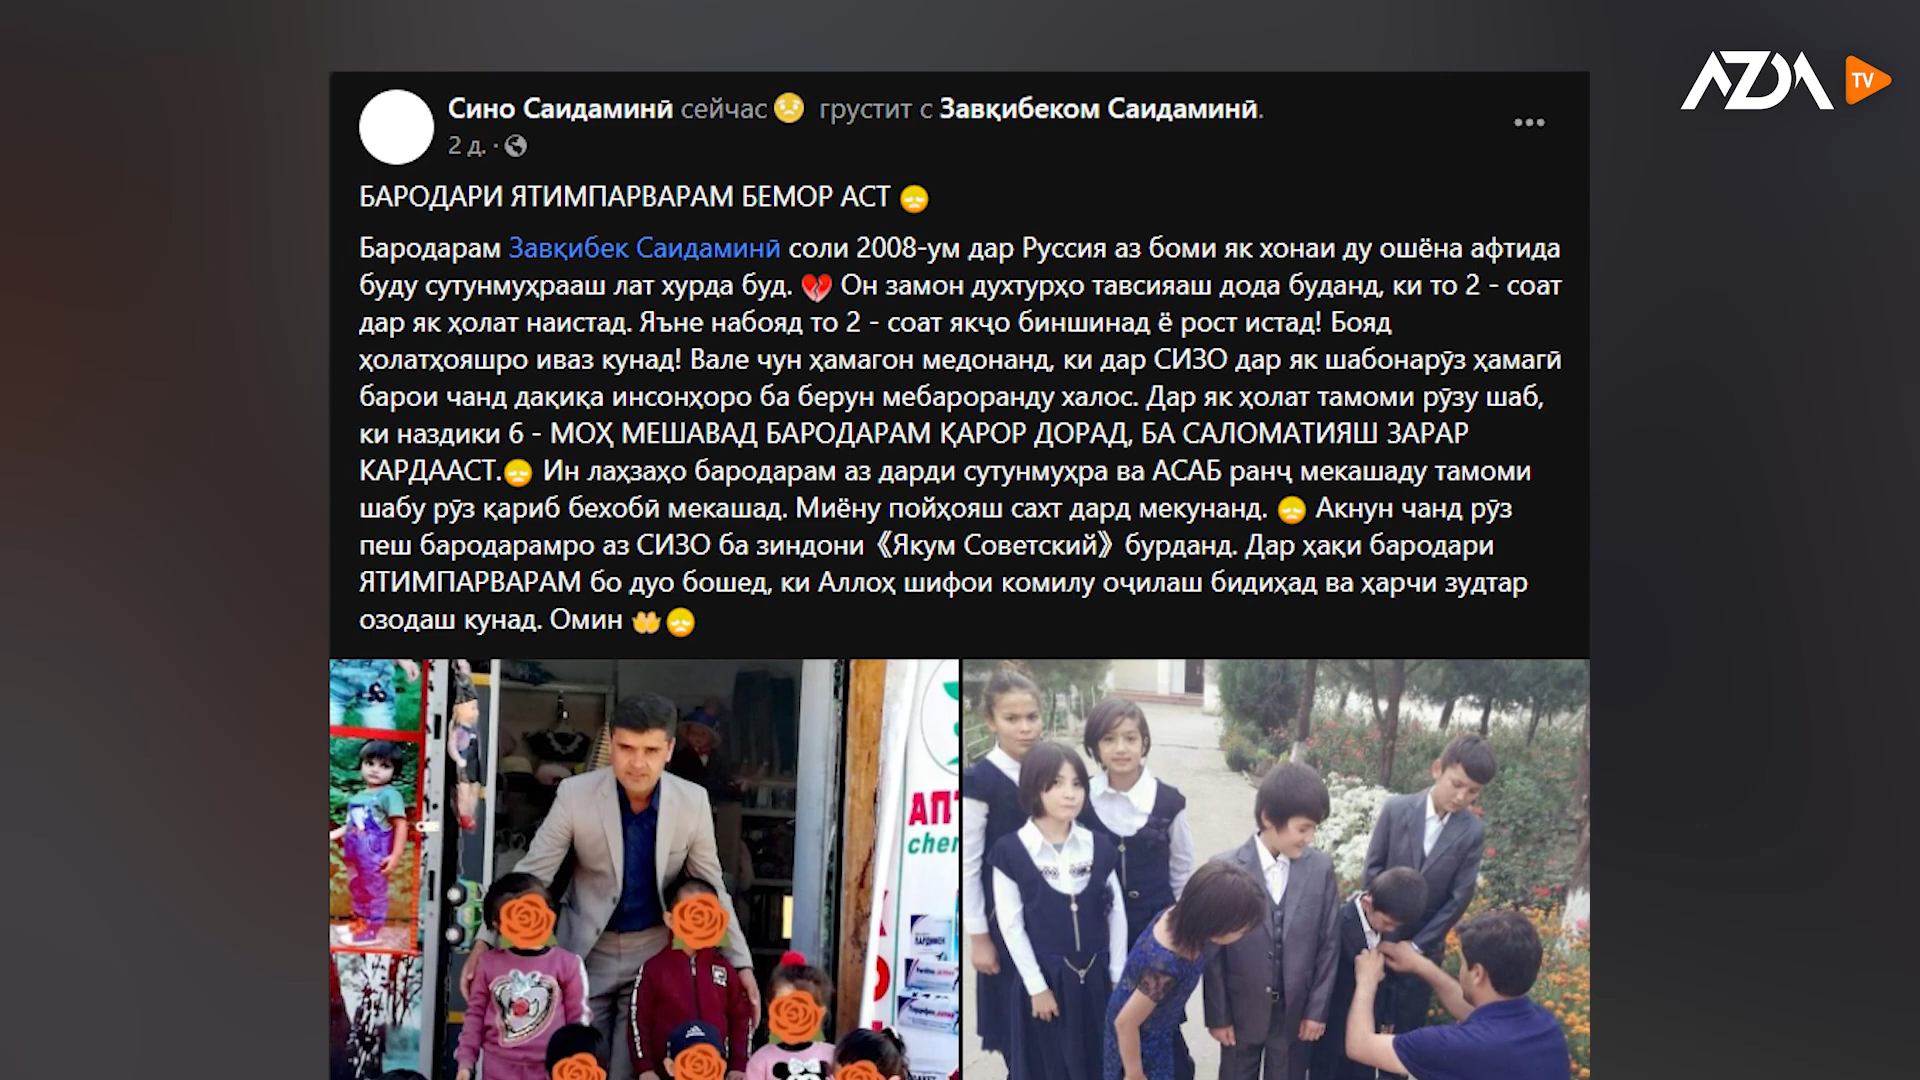 AZDA TV
Сино Саидаминӣ сейчас грустит с Завқибеком Саидаминӣ.
2 д. ·
БАРОДАРИ ЯТИМПАРВАРАМ БЕМОР АСТ
Бародарам Завқибек Саидаминӣ соли 2008-ум дар Руссия аз боми як хонаи ду ошёна афтида
буду сутунмуҳрааш лат хурда буд. Он замон духтурҳо тавсияаш дода буданд, ки то 2 - соат
дар як ҳолат наистад. Яъне набояд то 2 - соат якҷо биншинад ё рост истад! Бояд
ҳолатҳояшро иваз кунад! Вале чун ҳамагон медонанд, ки дар СИЗО дар як шабонарӯз ҳамагӣ
барои чанд дақиқа инсонҳоро ба берун мебароранду халос. Дар як ҳолат тамоми рӯзу шаб,
ки наздики 6 - МОҲ МЕШАВАД БАРОДАРАМ ҚАРОР ДОРАД, БА САЛОМАТИЯШ ЗАРАР
КАРДААСТ. Ин лаҳзаҳо бародарам аз дарди сутунмуҳра ва АСАБ ранҷ мекашаду тамоми
шабу рӯз қариб бехобӣ мекашад. Миёну пойҳояш сахт дард мекунанд. Акнун чанд рӯз
пеш бародарамро аз СИЗО ба зиндони 《Якум Советский》 бурданд. Дар ҳақи бародари
ЯТИМПАРВАРАМ бо дуо бошед, ки Аллоҳ шифои комилу оҷилаш бидиҳад ва ҳарчи зудтар
озодаш кунад. Омин
АПТ
cher